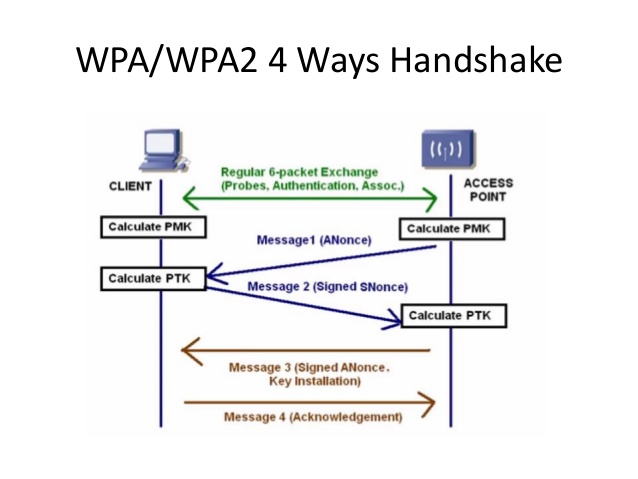 WPA/WPA2 4 Ways Handshake
Regular 6-packet Exchange
(Probes, Authentication, Assoc.)
CLIENT
ACCESS
POINT
Calculate PMK
Calculate PMK
Message1 (ANonce)
Calculate PTK
Message 2 (Signed SNonce)
Calculate PTK
Message 3 (Signed ANonce.
Key Installation)
Message 4 (Acknowledgement)